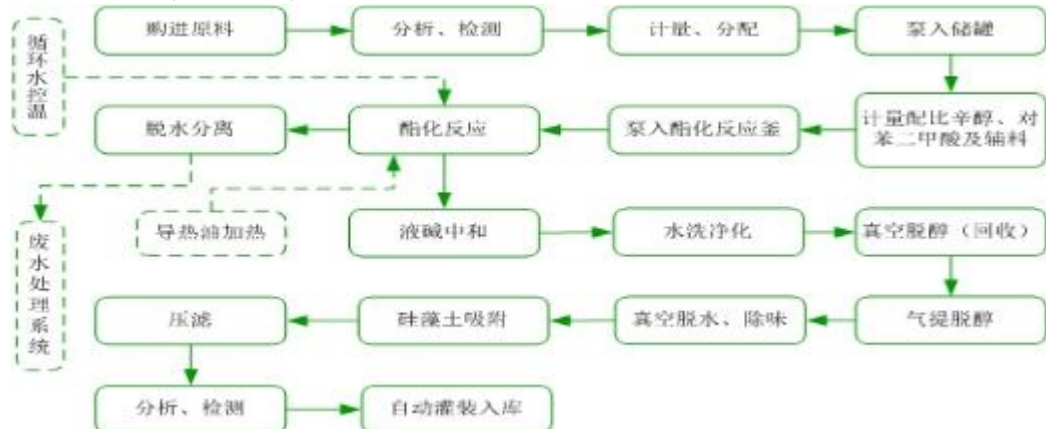 购进原料
分析、检测
计量、分配
泵入储罐
循环水控温
脱水分离
酯化反应
泵入酯化反应釜
计量配比辛醇、对
苯二甲酸及辅料
导热油加热
液碱中和
水洗净化
真空脱醇（回收）
废水处理系统
压滤
硅藻土吸附
真空脱水、除味
气提脱醇
分析、检测
自动灌装入库